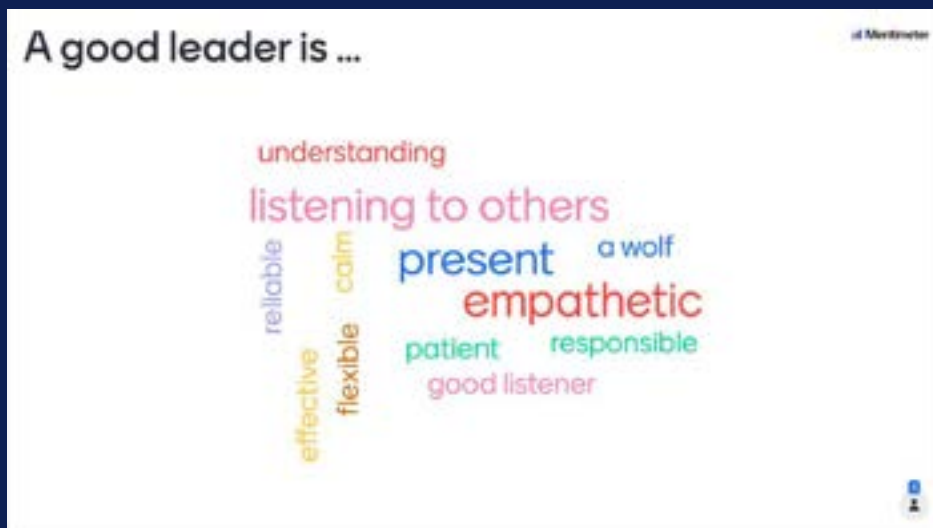 A good leader is ...
Mentimeter
understanding
listening to others
reliable
calm
present
a wolf
empathetic
flexible
effective
patient
responsible
good listener